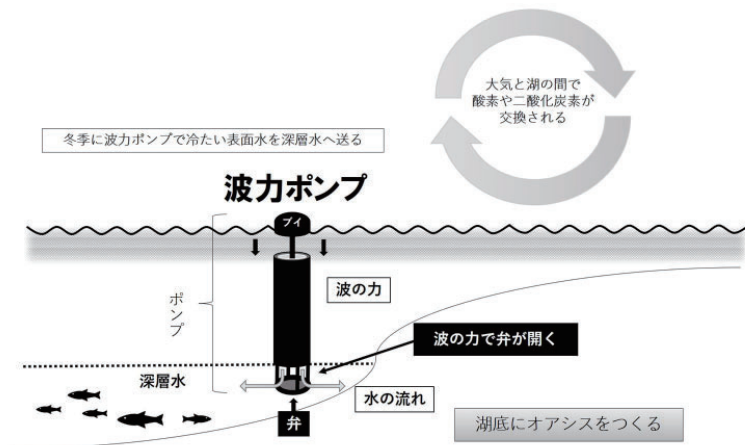 大気と湖の間で
酸素や二酸化炭素が
交換される
冬季に波力ポンプで冷たい表面水を深層水へ送る
波力ポンプ
ブイ
波の力
ポンプ
波の力で弁が開く
深層水
水の流れ
弁
湖底にオアシスをつくる